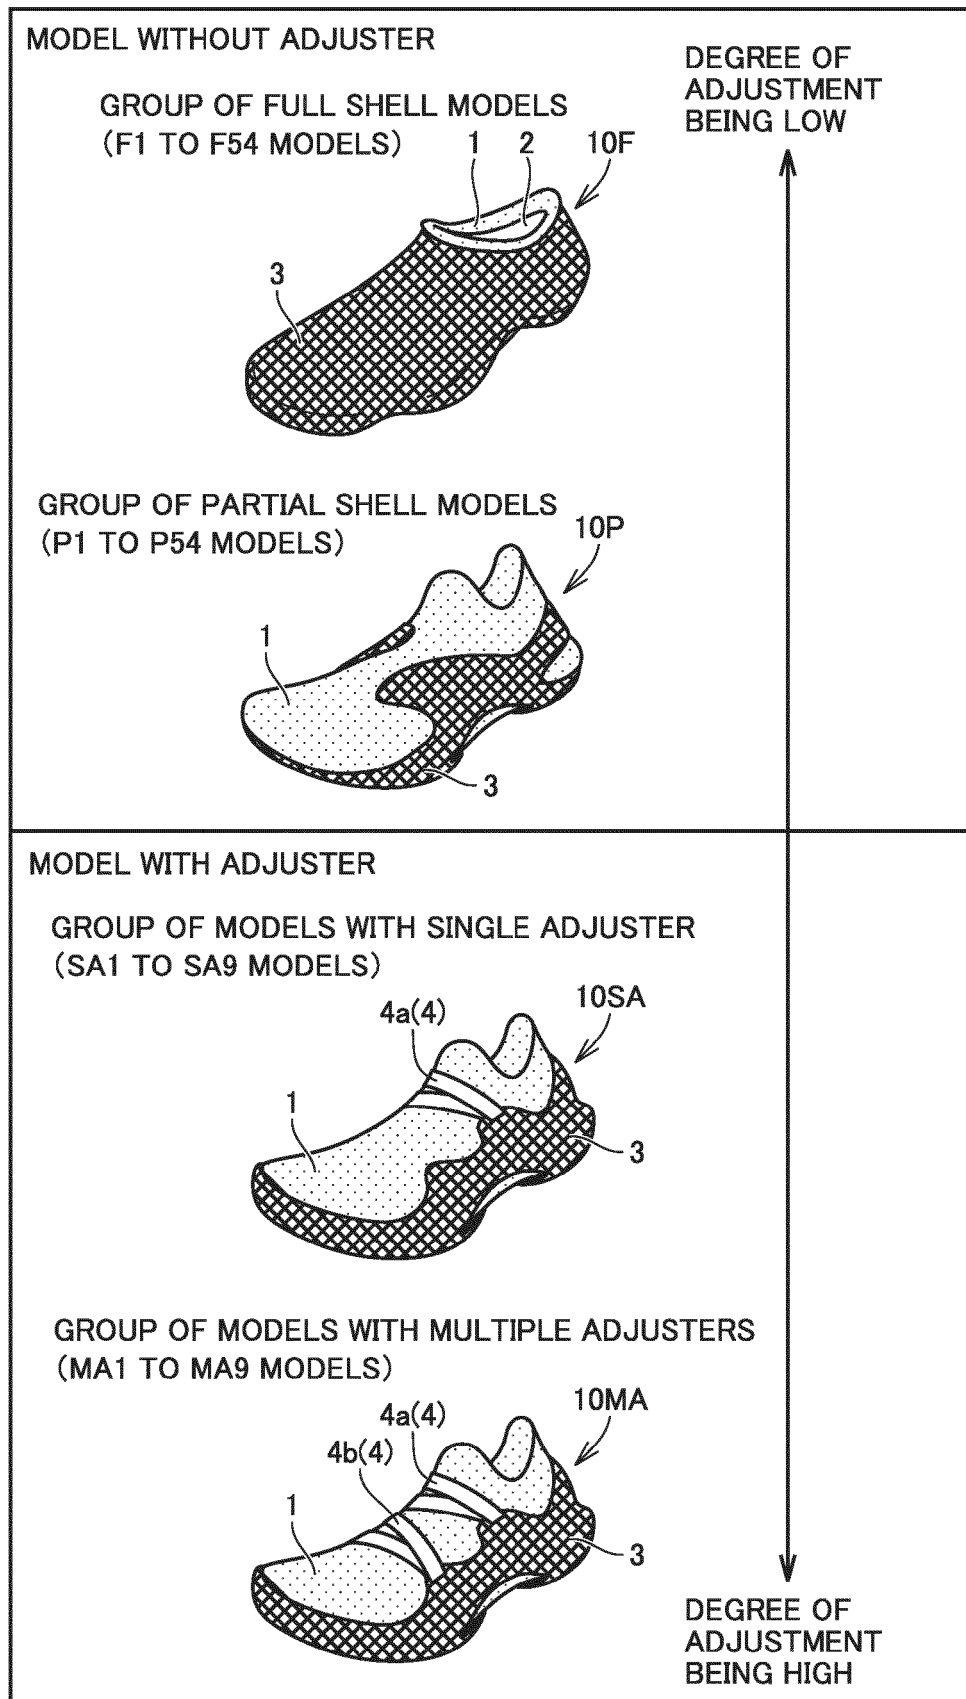 MODEL WITHOUT ADJUSTER
DEGREE OF
ADJUSTMENT
BEING LOW
GROUP OF FULL SHELL MODELS
(F1 TO F54 MODELS)
1
2
10F
3
GROUP OF PARTIAL SHELL MODELS
(P1 TO P54 MODELS)
10P
1
3
MODEL WITH ADJUSTER
GROUP OF MODELS WITH SINGLE ADJUSTER
(SA1 TO SA9 MODELS)
10SA
4a(4)
1
3
GROUP OF MODELS WITH MULTIPLE ADJUSTERS
(MA1 TO MA9 MODELS)
10MA
4a(4)
4b(4)
1
3
DEGREE OF
ADJUSTMENT
BEING HIGH